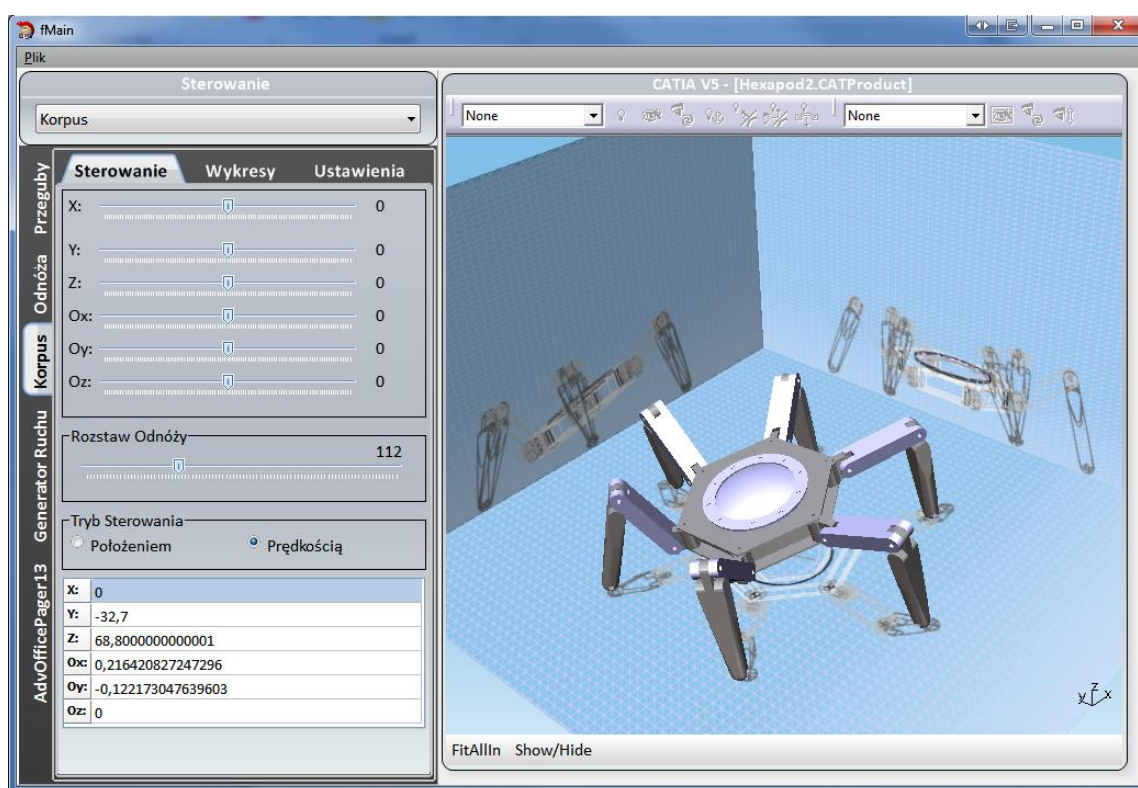 fMain
Plik
Sterowanie
Korpus
Przeguby
Odnóża
Korpus
Generator Ruchu
AdvOfficePager13
Sterowanie Wykresy Ustawienia
X: 0
Y: 0
Z: 0
Ox: 0
Oy: 0
Oz: 0
Rozstaw Odnóży
112
Tryb Sterowania
Położeniem Prędkością
X: 0
Y: -32,7
Z: 68,8000000000001
Ox: 0,216420827247296
Oy: -0,122173047639603
Oz: 0
CATIA V5 - [Hexapod2.CATProduct]
None None
z
y x
FitAllIn Show/Hide